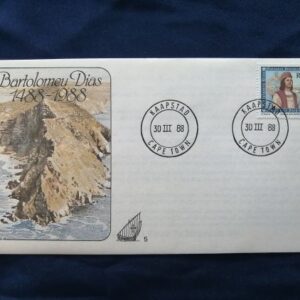 Bartolomeu Dias
1488-1988
KAAPSTAD
30 III 88
CAPE TOWN
KAAPSTAD
30 III 88
CAPE TOWN
5